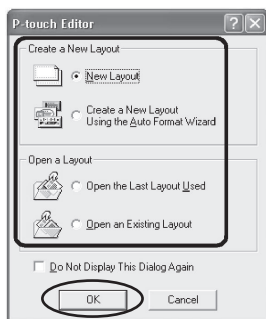 P-touch Editor
Create a New Layout
New Layout
Create a New Layout
Using the Auto Format Wizard
Open a Layout
Open the Last Layout Used
Open an Existing Layout
Do Not Display This Dialog Again
OK
Cancel